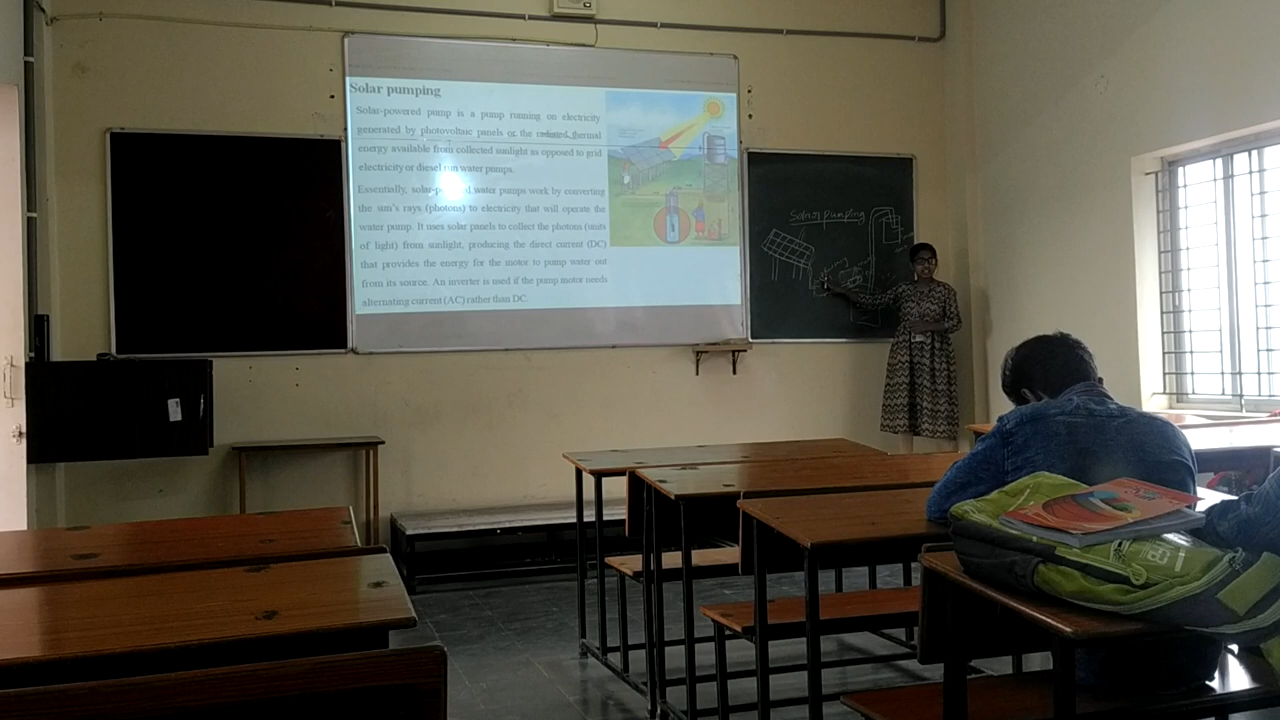 Solar pumping
Solar-powered pump is a pump running on electricity
generated by photovoltaic panels or the radiated thermal
energy available from collected sunlight as opposed to grid
electricity or diesel run water pumps.
Essentially, solar-powered water pumps work by converting
the sun's rays (photons) to electricity that will operate the
water pump. It uses solar panels to collect the photons (units
of light) from sunlight, producing the direct current (DC)
that provides the energy for the motor to pump water out
from its source. An inverter is used if the pump motor needs
alternating current (AC) rather than DC.
Solar pumping